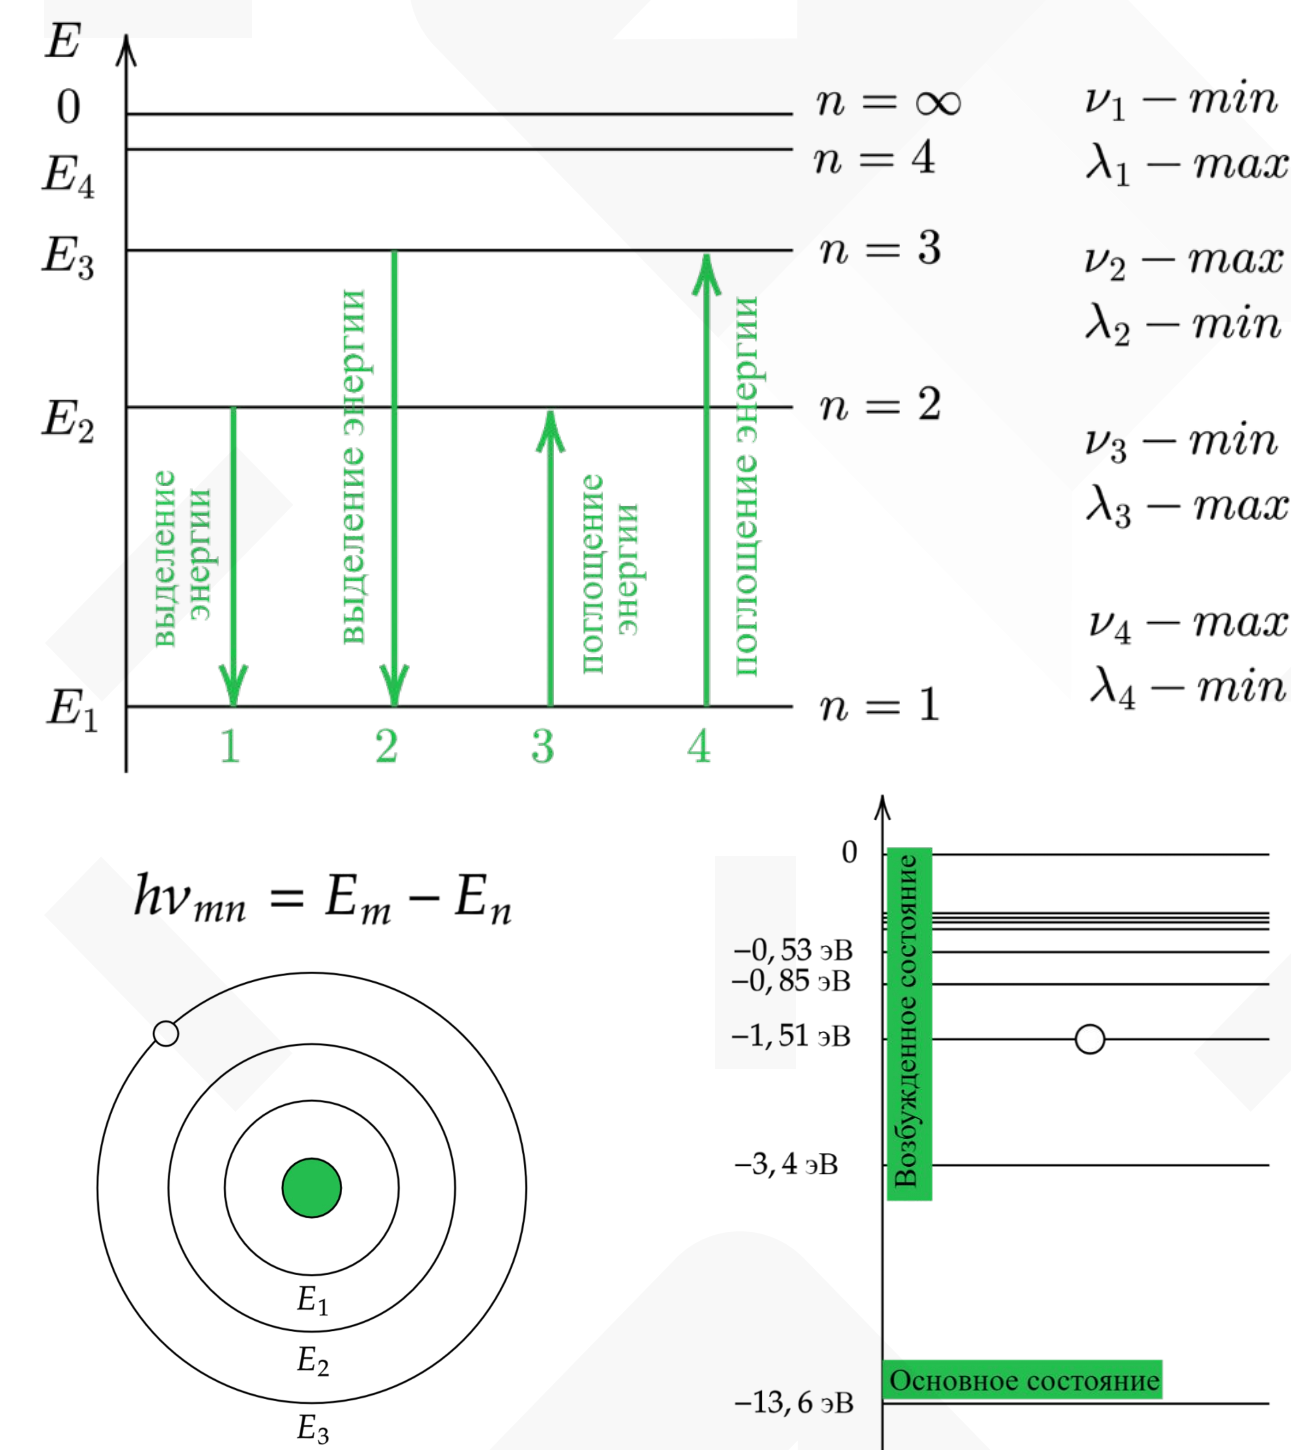 E
0
n = ∞
ν₁ − min
E₄
n = 4
λ₁ − max
E₃
n = 3
ν₂ − max
λ₂ − min
E₂
n = 2
ν₃ − min
λ₃ − max
выделение
энергии
выделение энергии
поглощение
энергии
поглощение энергии
ν₄ − max
λ₄ − min
E₁
n = 1
1
2
3
4
hνₘₙ = Eₘ − Eₙ
E₁
E₂
E₃
0
−0,53 эВ
−0,85 эВ
−1,51 эВ
−3,4 эВ
Возбужденное состояние
Основное состояние
−13,6 эВ